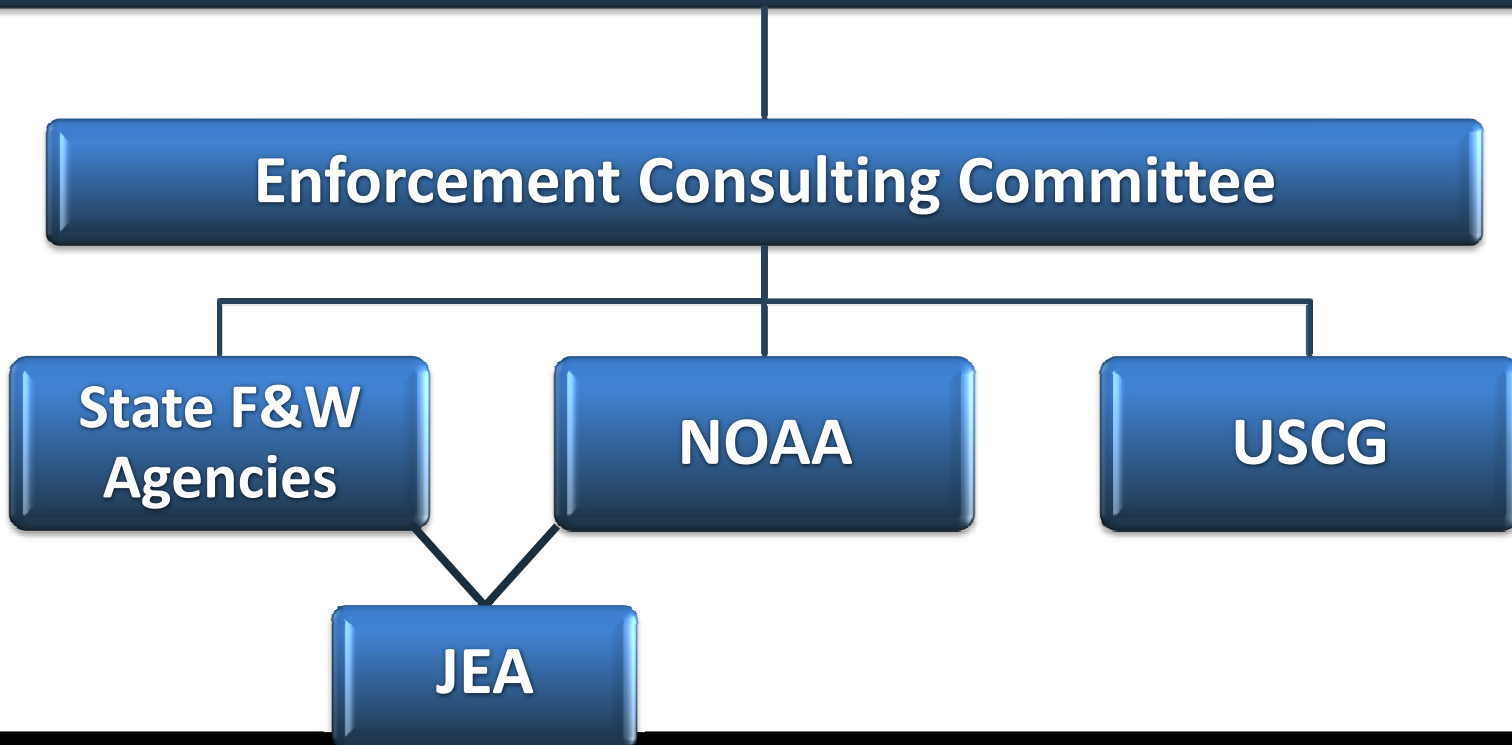 Enforcement Consulting Committee
State F&W
Agencies
NOAA
USCG
JEA